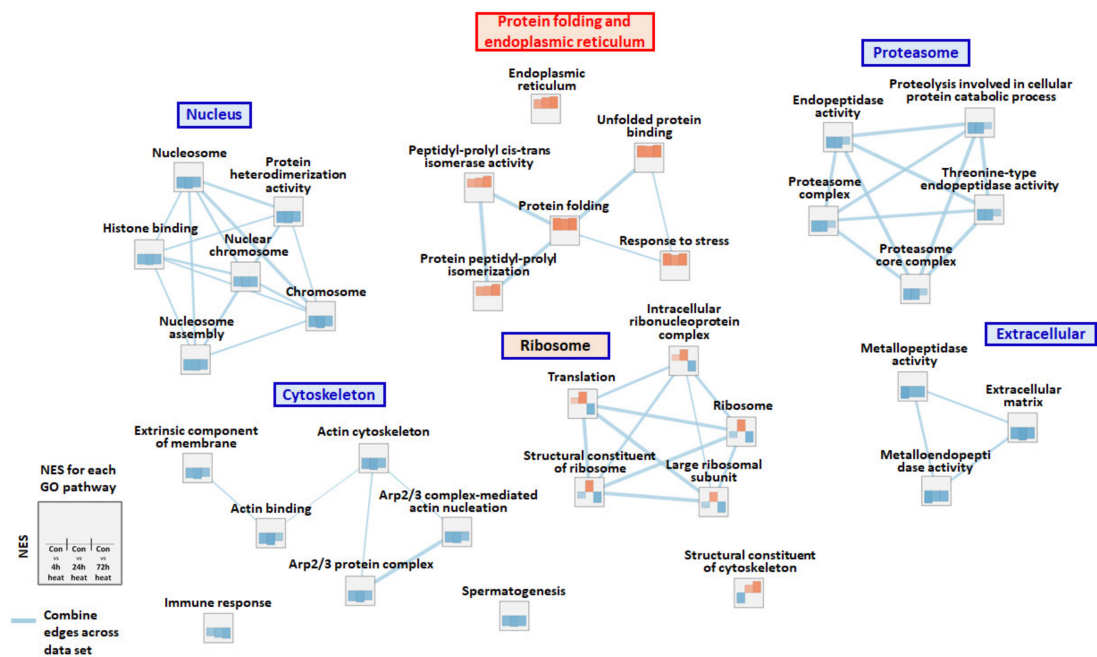 Protein folding and
endoplasmic reticulum
Proteasome
Endoplasmic
reticulum
Proteolysis involved in cellular
protein catabolic process
Endopeptidase
activity
Nucleus
Unfolded protein
binding
Nucleosome
Protein
heterodimerization
activity
Peptidyl-prolyl cis-trans
isomerase activity
Threonine-type
endopeptidase activity
Proteasome
complex
Protein folding
Histone binding
Nuclear
chromosome
Response to stress
Proteasome
core complex
Protein peptidyl-prolyl
isomerization
Chromosome
Nucleosome
assembly
Intracellular
ribonucleoprotein
complex
Ribosome
Extracellular
Metallopeptidase
activity
Translation
Cytoskeleton
Extracellular
matrix
Ribosome
Extrinsic component
of membrane
Actin cytoskeleton
Structural constituent
of ribosome
Large ribosomal
subunit
Metalloendopepti
dase activity
NES for each
GO pathway
Actin binding
Arp2/3 complex-mediated
actin nucleation
NES
Con Con Con
vs vs vs
4h 24h 72h
heat heat heat
Arp2/3 protein complex
Structural constituent
of cytoskeleton
Spermatogenesis
Immune response
Combine
edges across
data set